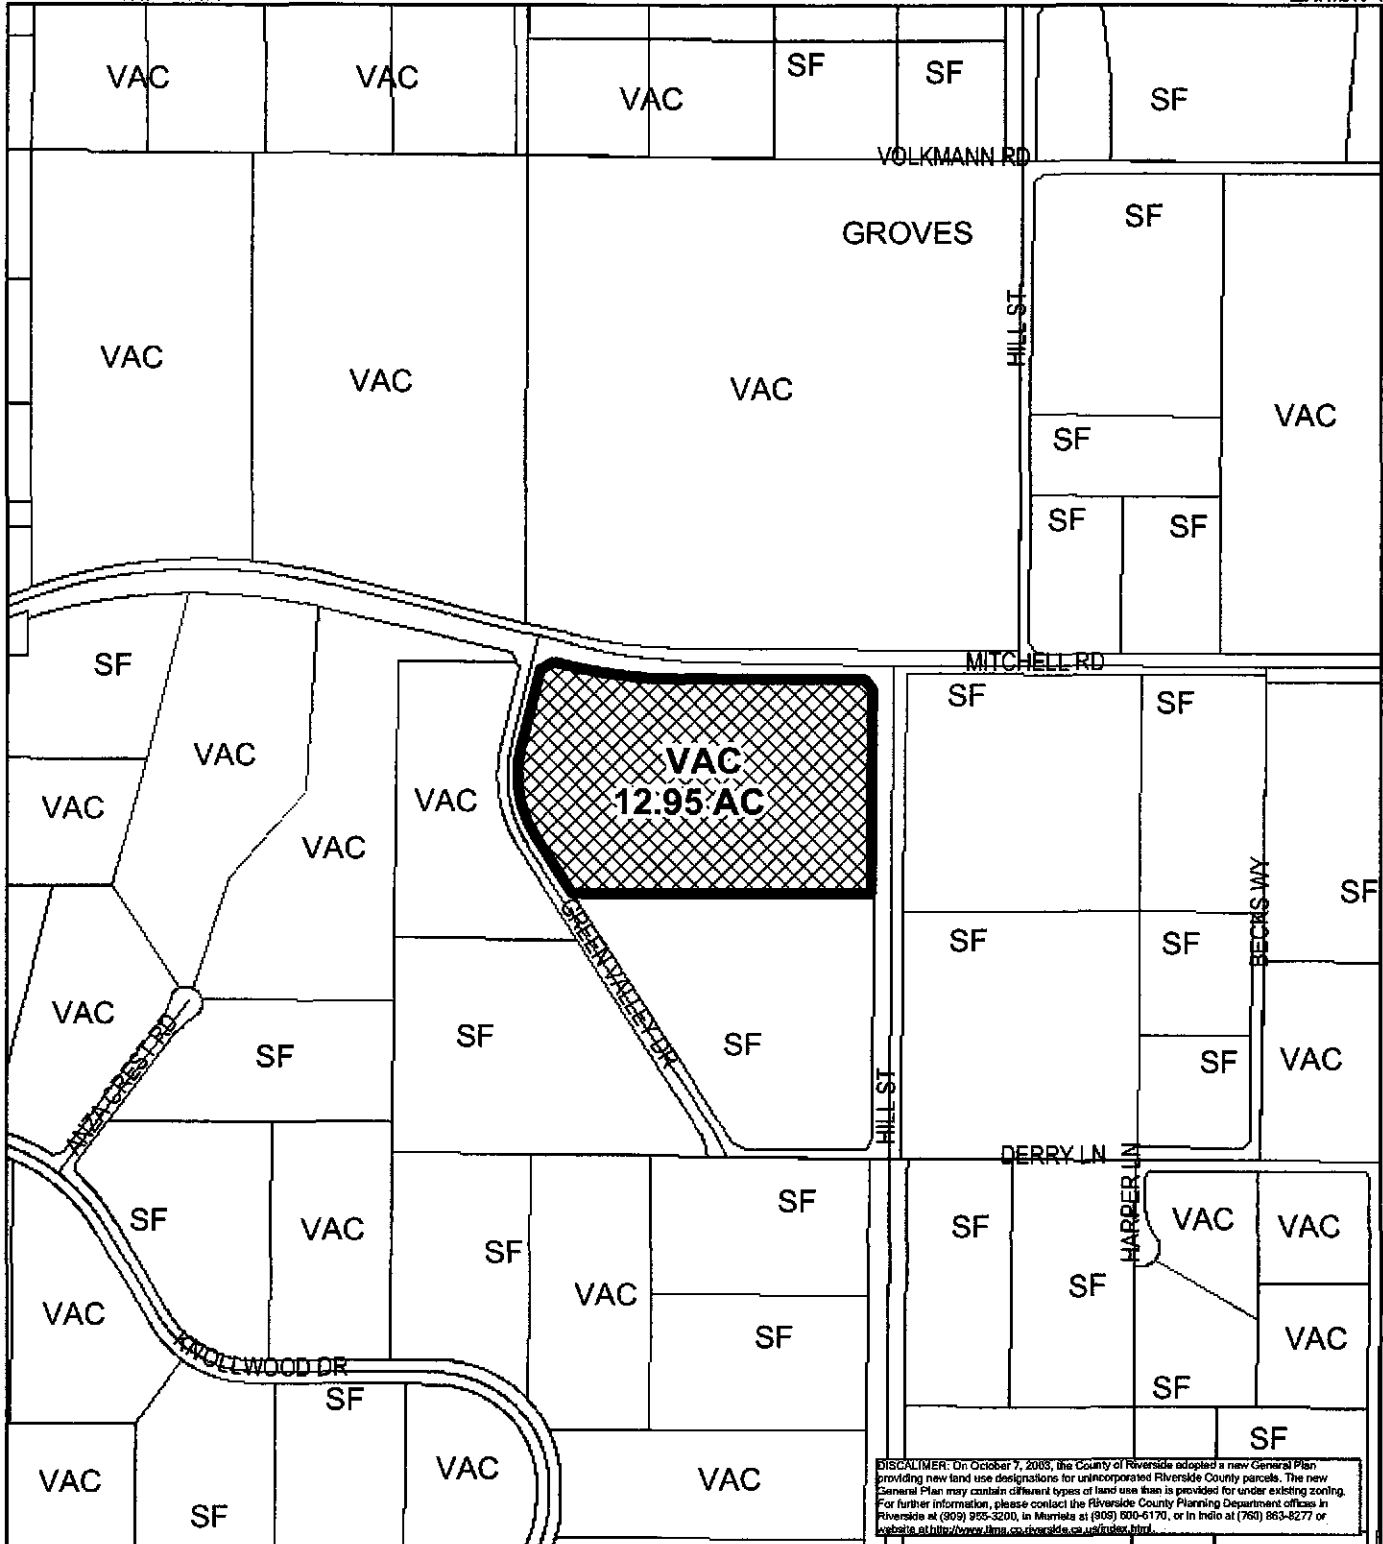 VAC
VAC
VAC
SF
SF
SF
VOLKMANN RD
GROVES
SF
HILL ST
VAC
VAC
VAC
VAC
SF
SF
SF
MITCHELL RD
SF
SF
SF
VAC
VAC
VAC
VAC
VAC
12.95 AC
VAC
BECKS WY
SF
GREEN VALLEY DR
SF
SF
VAC
ANZA CREST RD
SF
SF
SF
SF
VAC
HILL ST
DERRY LN
HARPER LN
SF
VAC
SF
SF
SF
VAC
VAC
VAC
VAC
SF
SF
VAC
KNOLLWOOD DR
SF
SF
SF
VAC
VAC
VAC
SF
DISCALIMER: On October 7, 2003, the County of Riverside adopted a new General Plan
providing new land use designations for unincorporated Riverside County parcels. The new
General Plan may contain different types of land use than is provided for under existing zoning.
For further information, please contact the Riverside County Planning Department offices in
Riverside at (909) 955-3200, in Murrieta at (909) 600-6170, or in Indio at (760) 863-8277 or
website at http://www.tlma.co.riverside.ca.us/index.html.